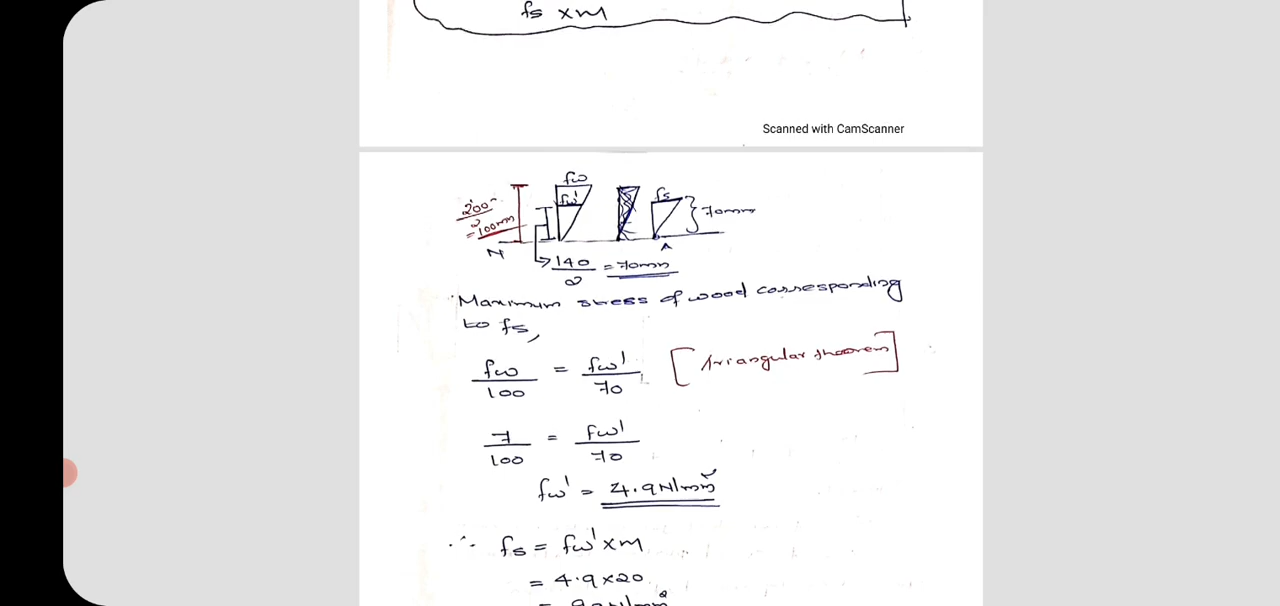 fs xm
Scanned with CamScanner
fw
fw'
fs
200
2
=100mm
70mm
N
A
140
2
= 70mm
Maximum stress of wood corresponding
to fs,
fw/100 = fw'/70 [triangular theorem]
7/100 = fw'/70
fw' = 4.9N/mm²
∴ fs = fw' x m
= 4.9 x 20